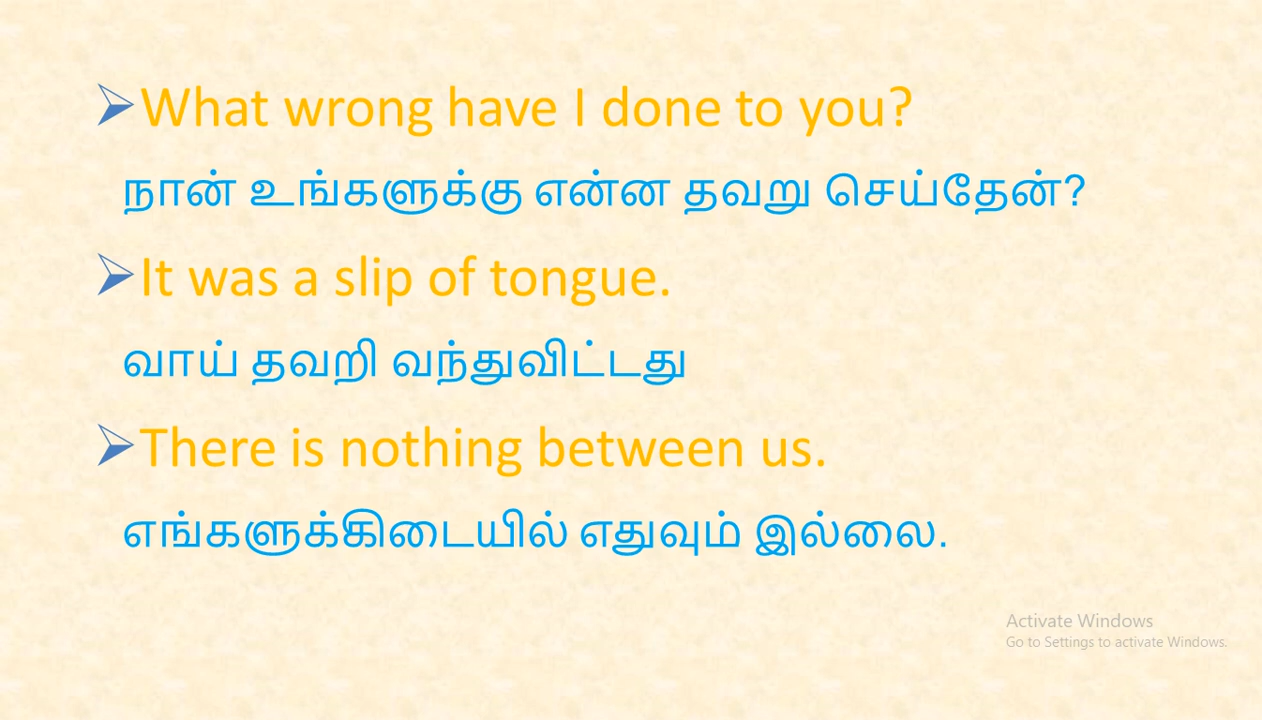 What wrong have I done to you?
நான் உங்களுக்கு என்ன தவறு செய்தேன்?
It was a slip of tongue.
வாய் தவறி வந்துவிட்டது
There is nothing between us.
எங்களுக்கிடையில் எதுவும் இல்லை.
Activate Windows
Go to Settings to activate Windows.